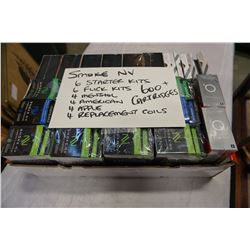 SMOKE NV
6 STARTER KITS
6 FLICK KITS 600+
4 MENTHOL CARTRIDGES
4 AMERICAN
4 APPLE
4 REPLACEMENT COILS